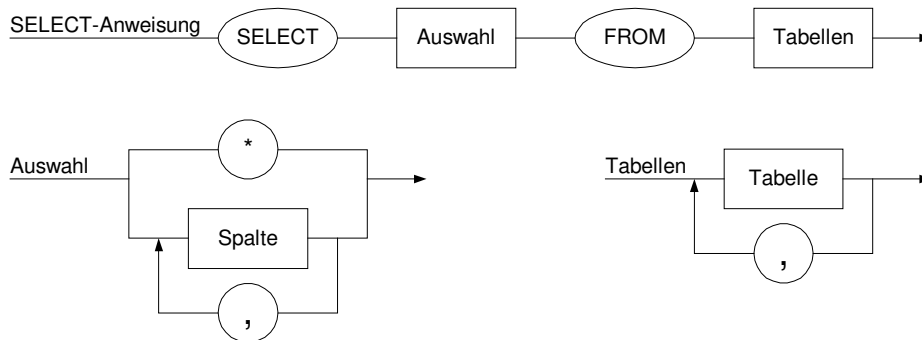 SELECT-Anweisung SELECT Auswahl FROM Tabellen
Auswahl *
Spalte
,
Tabellen Tabelle
,